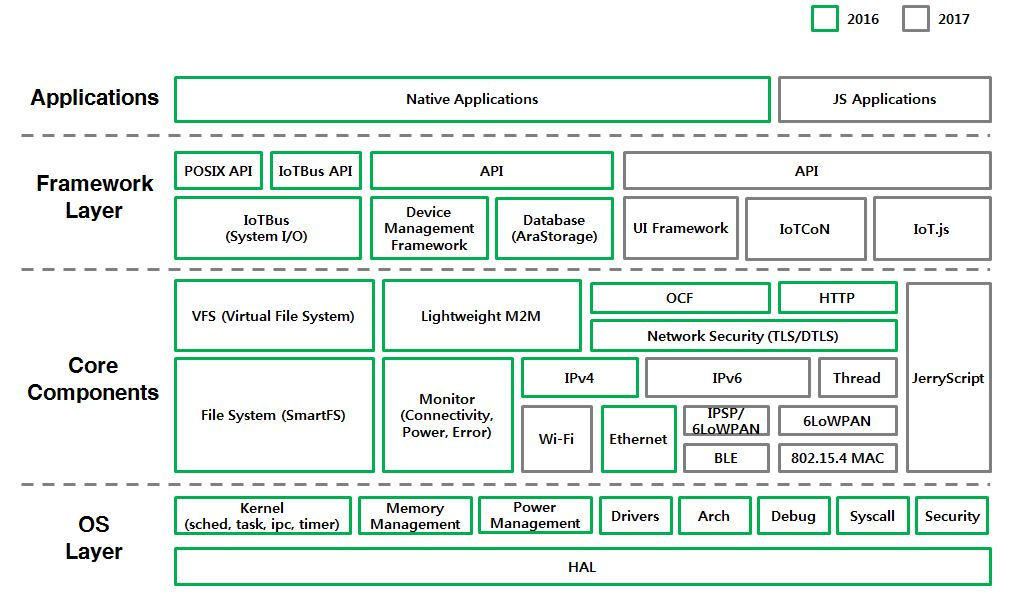 2016
2017
Applications
Native Applications
JS Applications
Framework
Layer
POSIX API
IoTBus API
API
API
IoTBus
(System I/O)
Device
Management
Framework
Database
(AraStorage)
UI Framework
IoTCoN
IoT.js
Core
Components
VFS (Virtual File System)
Lightweight M2M
OCF
HTTP
Network Security (TLS/DTLS)
JerryScript
File System (SmartFS)
Monitor
(Connectivity,
Power, Error)
IPv4
IPv6
Thread
Wi-Fi
Ethernet
IPSP/
6LoWPAN
6LoWPAN
BLE
802.15.4 MAC
OS
Layer
Kernel
(sched, task, ipc, timer)
Memory
Management
Power
Management
Drivers
Arch
Debug
Syscall
Security
HAL